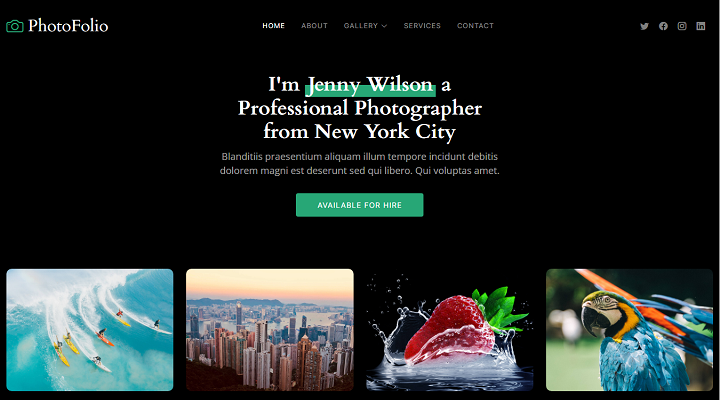 PhotoFolio
HOME ABOUT GALLERY SERVICES CONTACT
I'm Jenny Wilson a
Professional Photographer
from New York City
Blanditiis praesentium aliquam illum tempore incidunt debitis
dolorem magni est deserunt sed qui libero. Qui voluptas amet.
AVAILABLE FOR HIRE